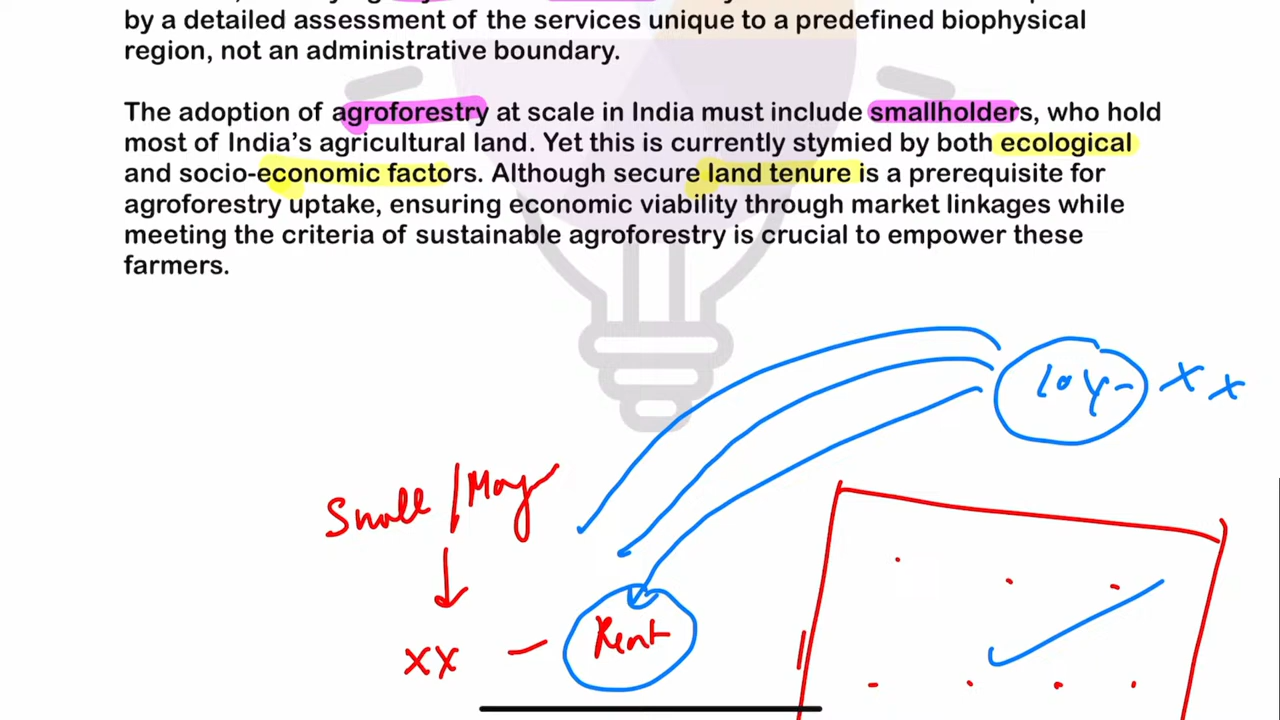 by a detailed assessment of the services unique to a predefined biophysical
region, not an administrative boundary.
The adoption of agroforestry at scale in India must include smallholders, who hold
most of India's agricultural land. Yet this is currently stymied by both ecological
and socio-economic factors. Although secure land tenure is a prerequisite for
agroforestry uptake, ensuring economic viability through market linkages while
meeting the criteria of sustainable agroforestry is crucial to empower these
farmers.
10 y- x x
Small /
xx - Rent